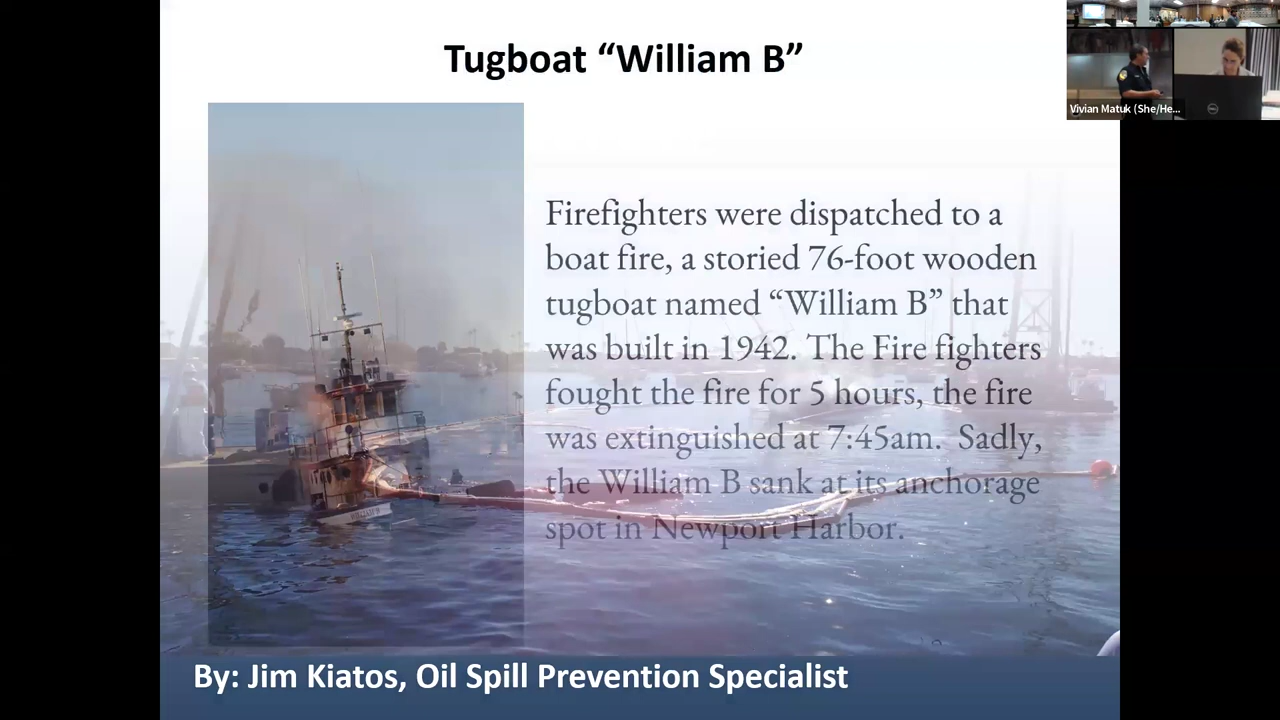 Tugboat “William B”
Vivian Matuk (She/He...
Firefighters were dispatched to a
boat fire, a storied 76-foot wooden
tugboat named “William B” that
was built in 1942. The Fire fighters
fought the fire for 5 hours, the fire
was extinguished at 7:45am.  Sadly,
the William B sank at its anchorage
spot in Newport Harbor.
WILLIAM B
By: Jim Kiatos, Oil Spill Prevention Specialist